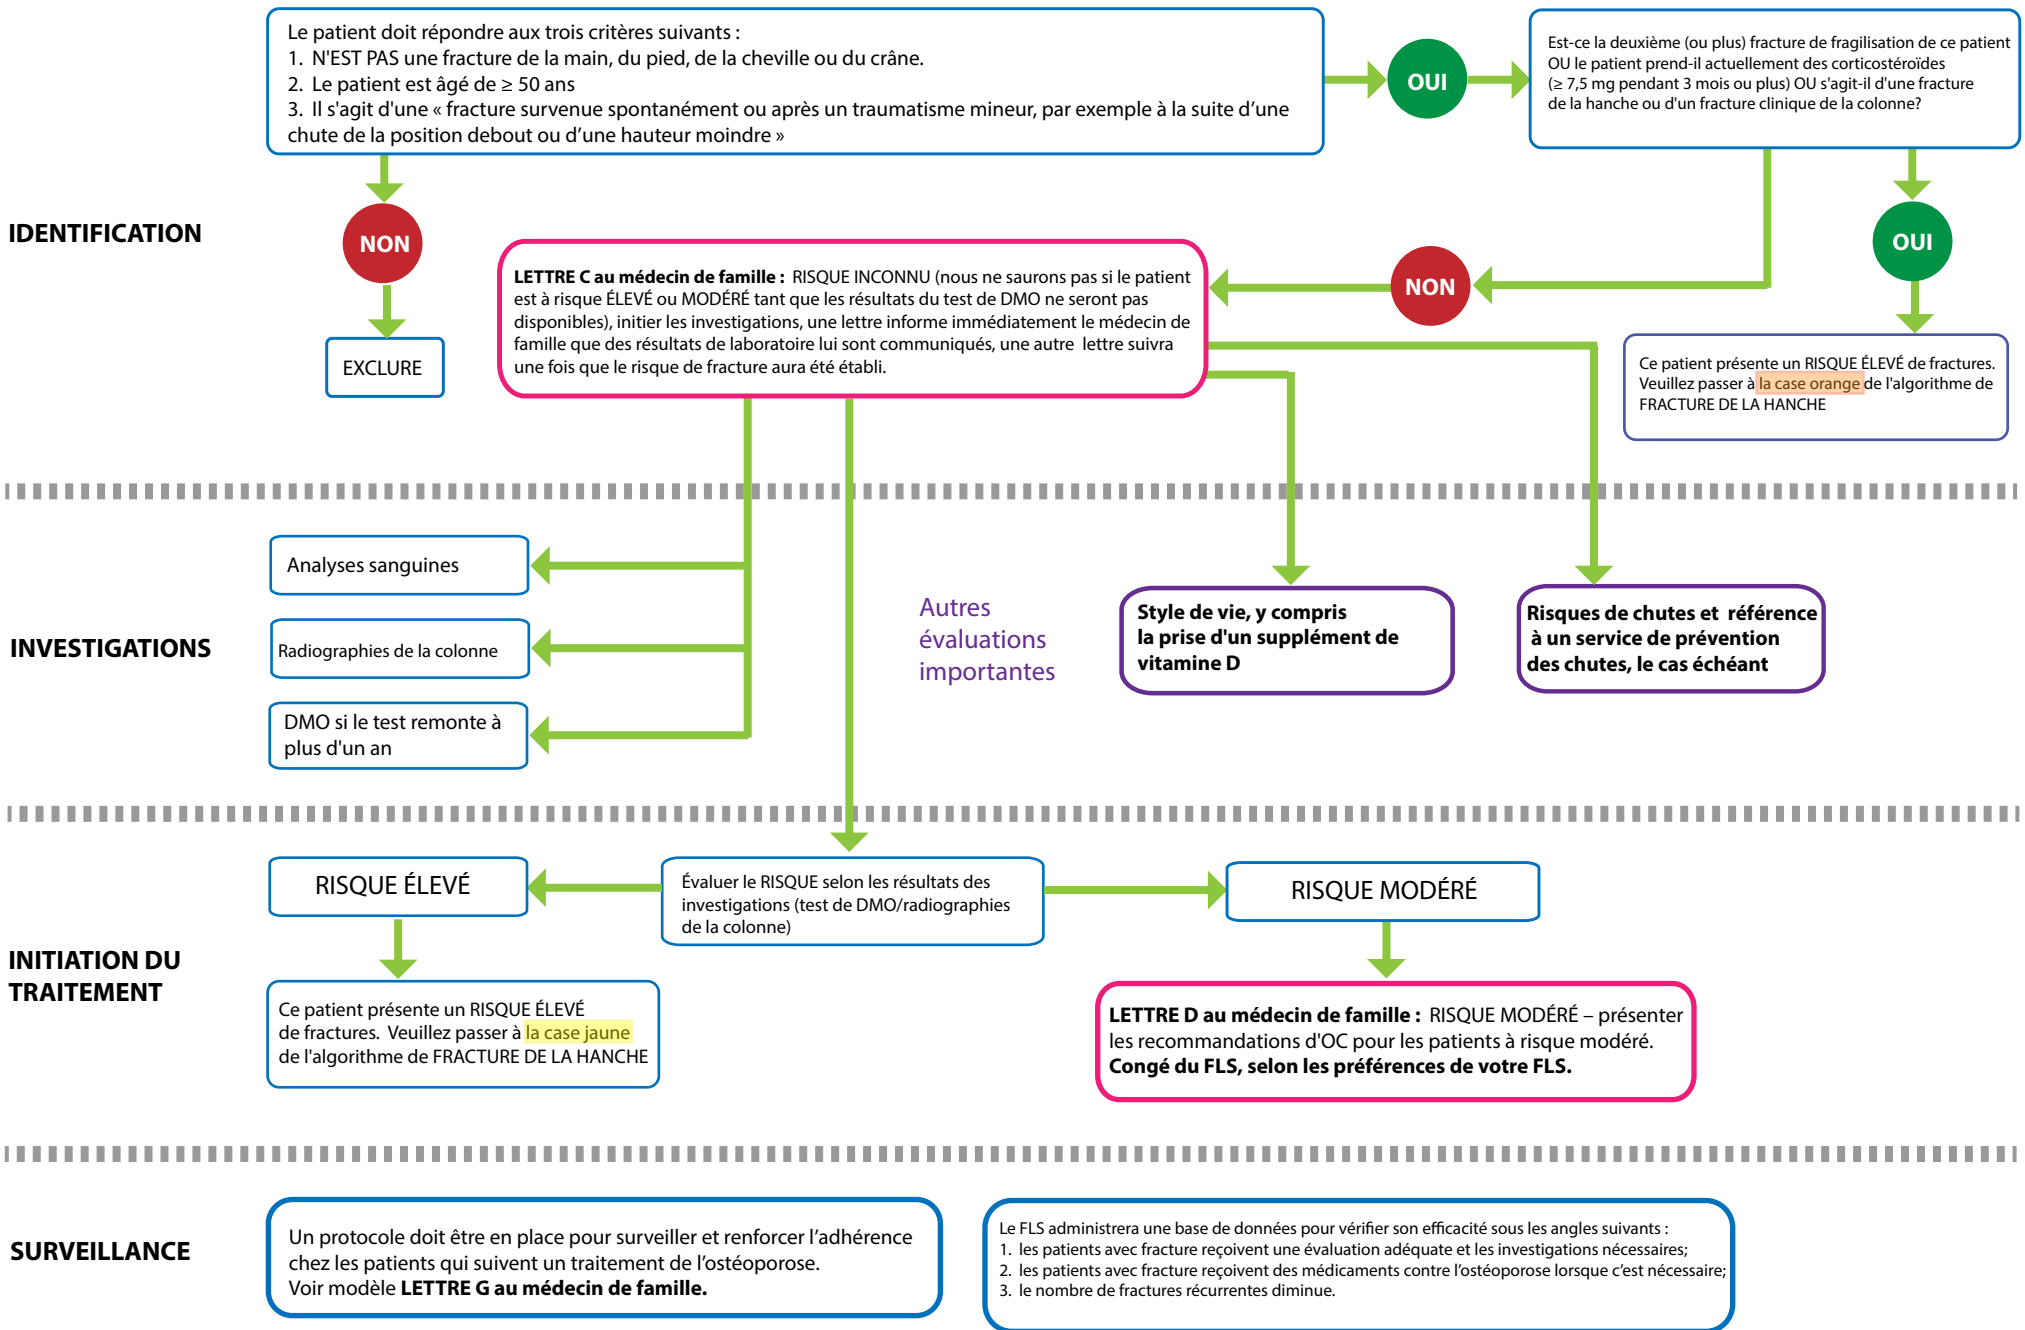 Le patient doit répondre aux trois critères suivants :
1. N'EST PAS une fracture de la main, du pied, de la cheville ou du crâne.
2. Le patient est âgé de ≥ 50 ans
3. Il s'agit d'une « fracture survenue spontanément ou après un traumatisme mineur, par exemple à la suite d’une
chute de la position debout ou d’une hauteur moindre »
OUI
Est-ce la deuxième (ou plus) fracture de fragilisation de ce patient
OU le patient prend-il actuellement des corticostéroïdes
(≥ 7,5 mg pendant 3 mois ou plus) OU s'agit-il d'une fracture
de la hanche ou d'un fracture clinique de la colonne?
IDENTIFICATION
NON
EXCLURE
LETTRE C au médecin de famille : RISQUE INCONNU (nous ne saurons pas si le patient
est à risque ÉLEVÉ ou MODÉRÉ tant que les résultats du test de DMO ne seront pas
disponibles), initier les investigations, une lettre informe immédiatement le médecin de
famille que des résultats de laboratoire lui sont communiqués, une autre lettre suivra
une fois que le risque de fracture aura été établi.
NON
OUI
Ce patient présente un RISQUE ÉLEVÉ de fractures.
Veuillez passer à la case orange de l'algorithme de
FRACTURE DE LA HANCHE
INVESTIGATIONS
Analyses sanguines
Radiographies de la colonne
DMO si le test remonte à
plus d'un an
Autres
évaluations
importantes
Style de vie, y compris
la prise d'un supplément de
vitamine D
Risques de chutes et référence
à un service de prévention
des chutes, le cas échéant
INITIATION DU
TRAITEMENT
RISQUE ÉLEVÉ
Évaluer le RISQUE selon les résultats des
investigations (test de DMO/radiographies
de la colonne)
RISQUE MODÉRÉ
Ce patient présente un RISQUE ÉLEVÉ
de fractures. Veuillez passer à la case jaune
de l'algorithme de FRACTURE DE LA HANCHE
LETTRE D au médecin de famille : RISQUE MODÉRÉ – présenter
les recommandations d'OC pour les patients à risque modéré.
Congé du FLS, selon les préférences de votre FLS.
SURVEILLANCE
Un protocole doit être en place pour surveiller et renforcer l’adhérence
chez les patients qui suivent un traitement de l’ostéoporose.
Voir modèle LETTRE G au médecin de famille.
Le FLS administrera une base de données pour vérifier son efficacité sous les angles suivants :
1. les patients avec fracture reçoivent une évaluation adéquate et les investigations nécessaires;
2. les patients avec fracture reçoivent des médicaments contre l’ostéoporose lorsque c’est nécessaire;
3. le nombre de fractures récurrentes diminue.